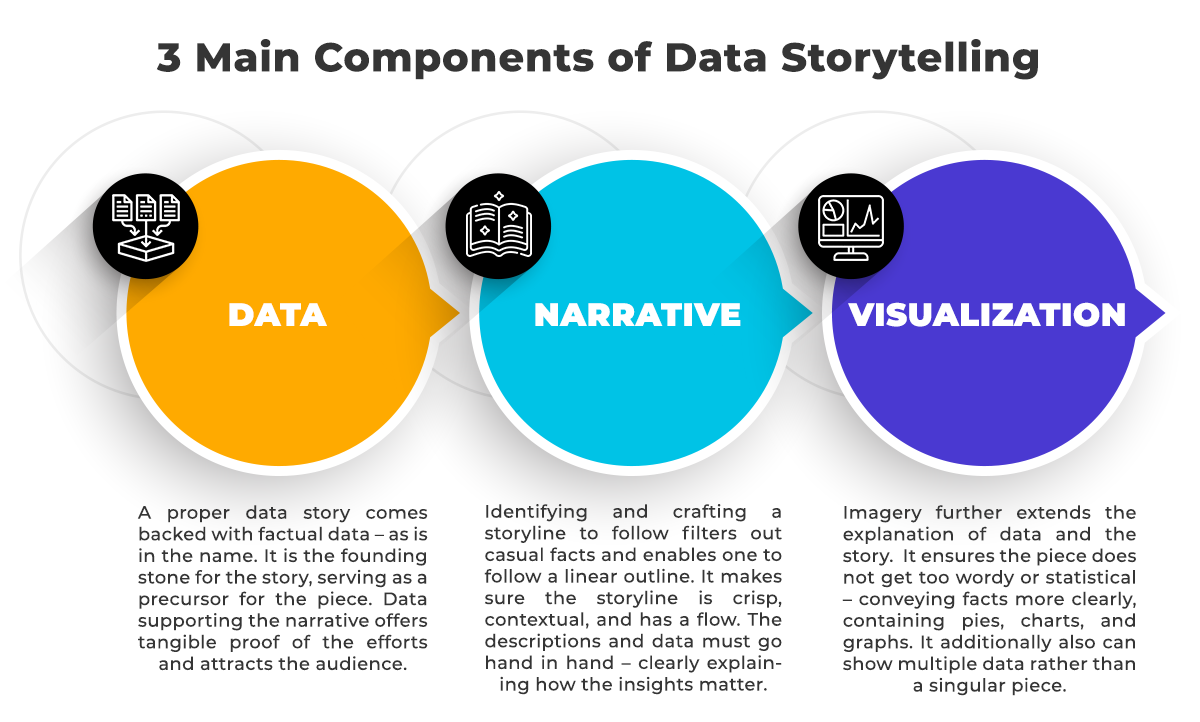 3 Main Components of Data Storytelling
DATA
NARRATIVE
VISUALIZATION
A proper data story comes
backed with factual data – as is
in the name. It is the founding
stone for the story, serving as a
precursor for the piece. Data
supporting the narrative offers
tangible proof of the efforts
and attracts the audience.
Identifying and crafting a
storyline to follow filters out
casual facts and enables one to
follow a linear outline. It makes
sure the storyline is crisp,
contextual, and has a flow. The
descriptions and data must go
hand in hand – clearly explain-
ing how the insights matter.
Imagery further extends the
explanation of data and the
story. It ensures the piece does
not get too wordy or statistical
– conveying facts more clearly,
containing pies, charts, and
graphs. It additionally also can
show multiple data rather than
a singular piece.